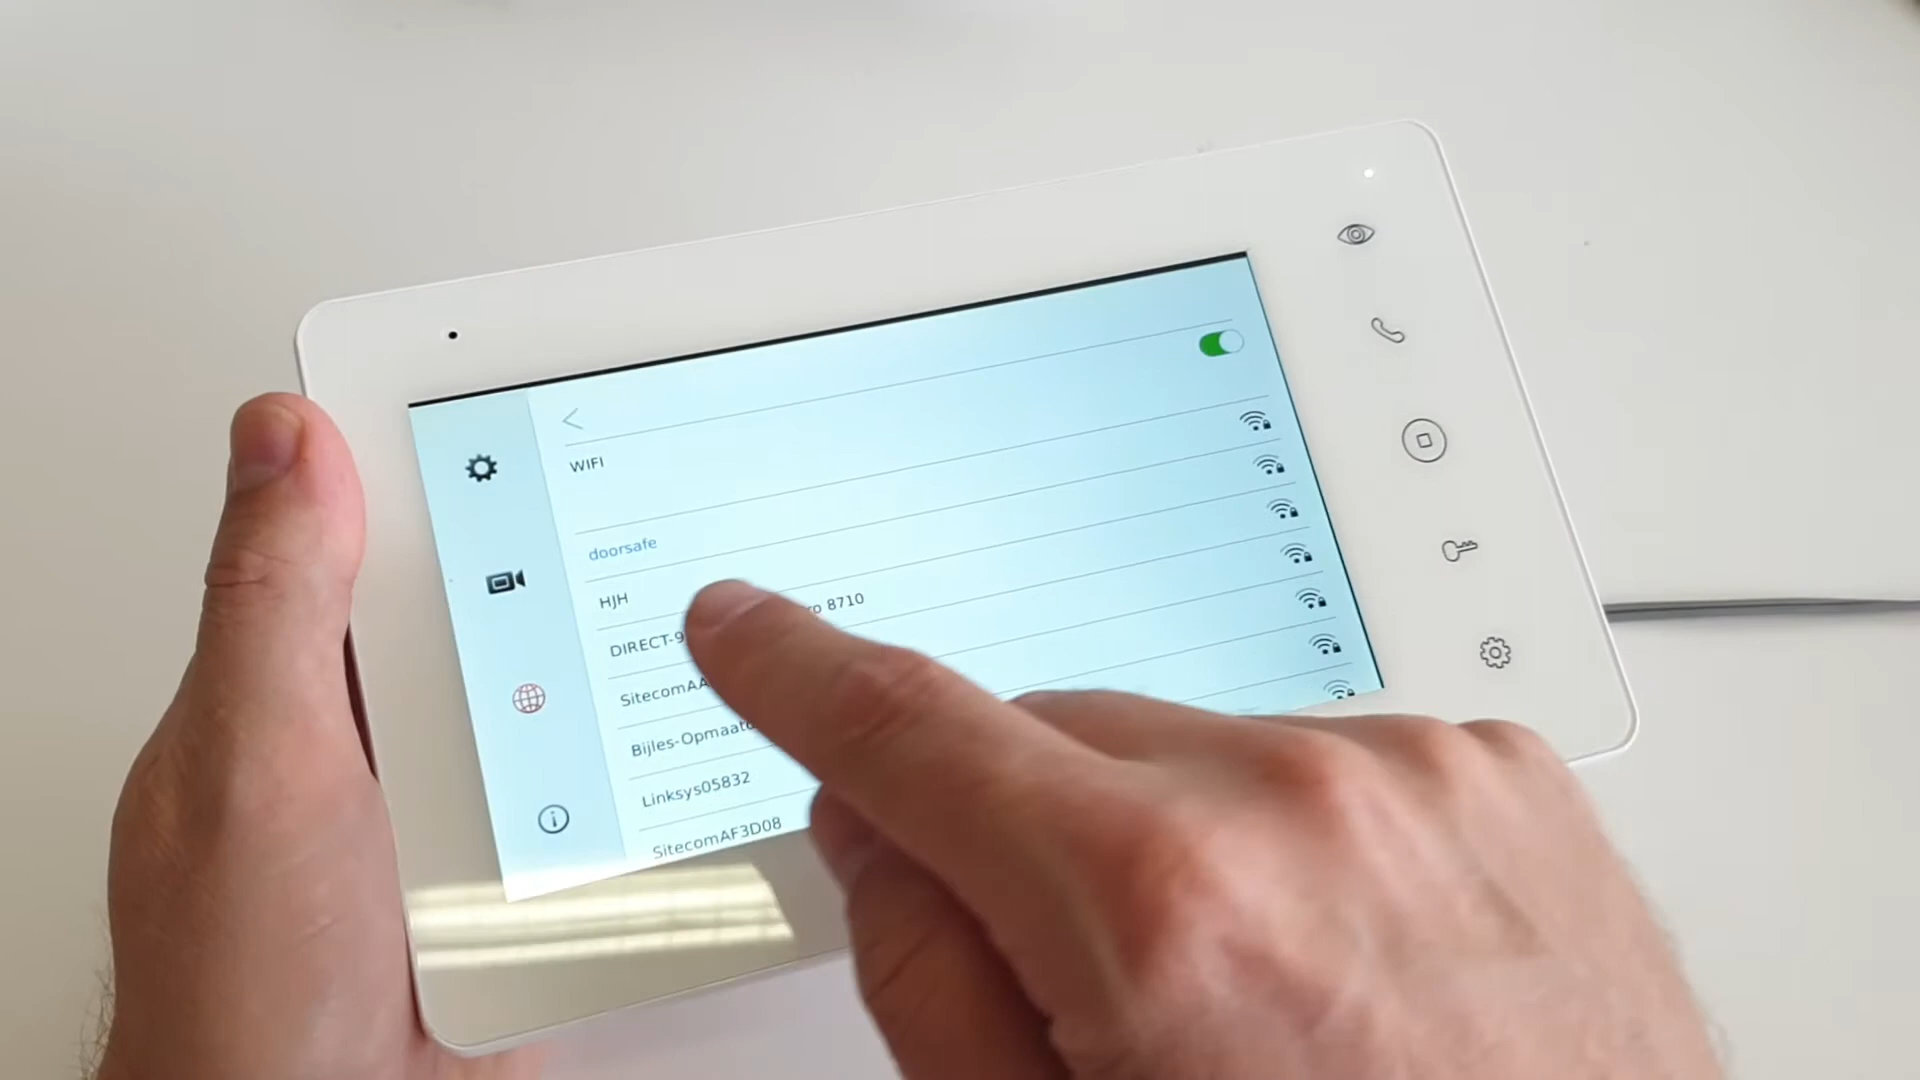 WIFI
doorsafe
HJH
DIRECT-9 8710
SitecomAA
Bijles-Opmaat
Linksys05832
SitecomAF3D08